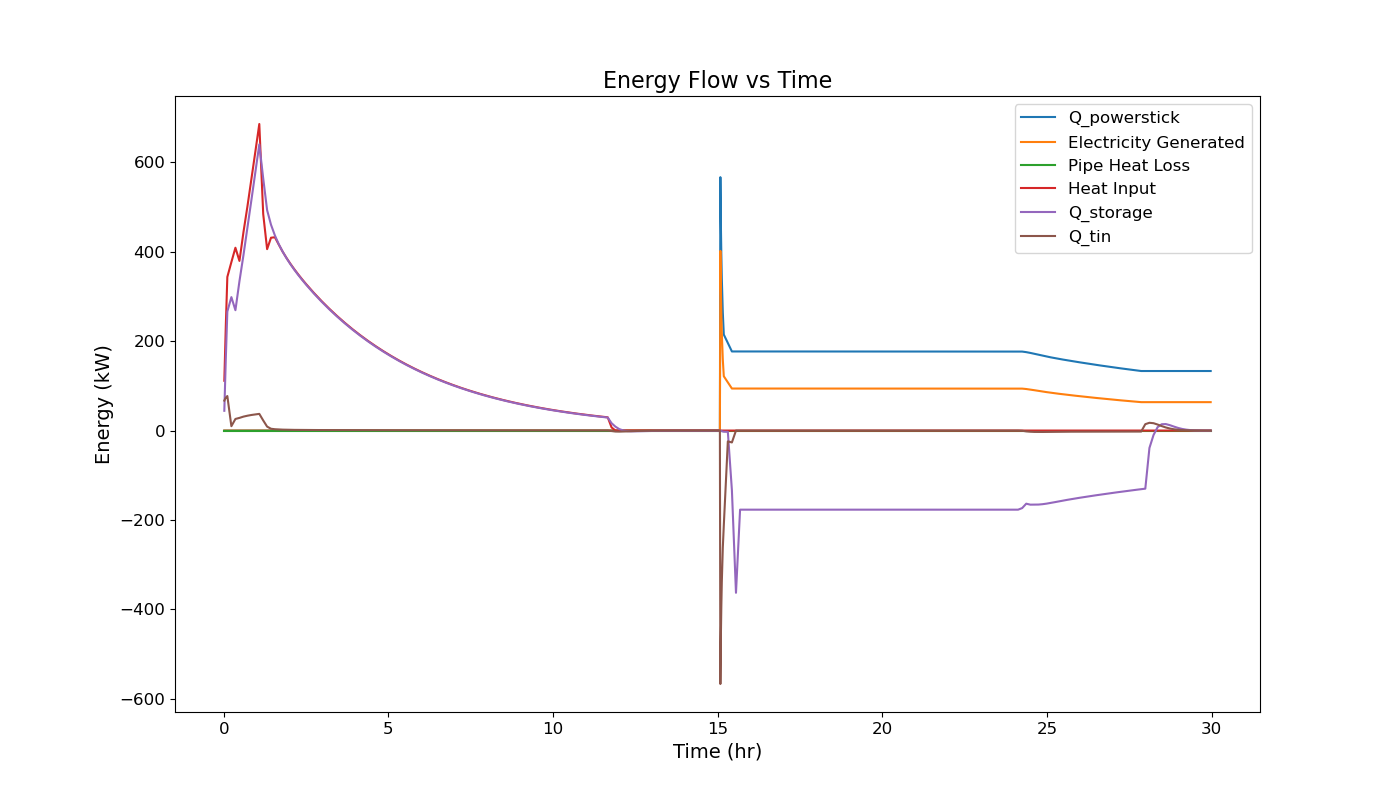 Energy Flow vs Time
Q_powerstick
Electricity Generated
Pipe Heat Loss
Heat Input
Q_storage
Q_tin
Energy (kW)
600
400
200
0
−200
−400
−600
0 5 10 15 20 25 30
Time (hr)